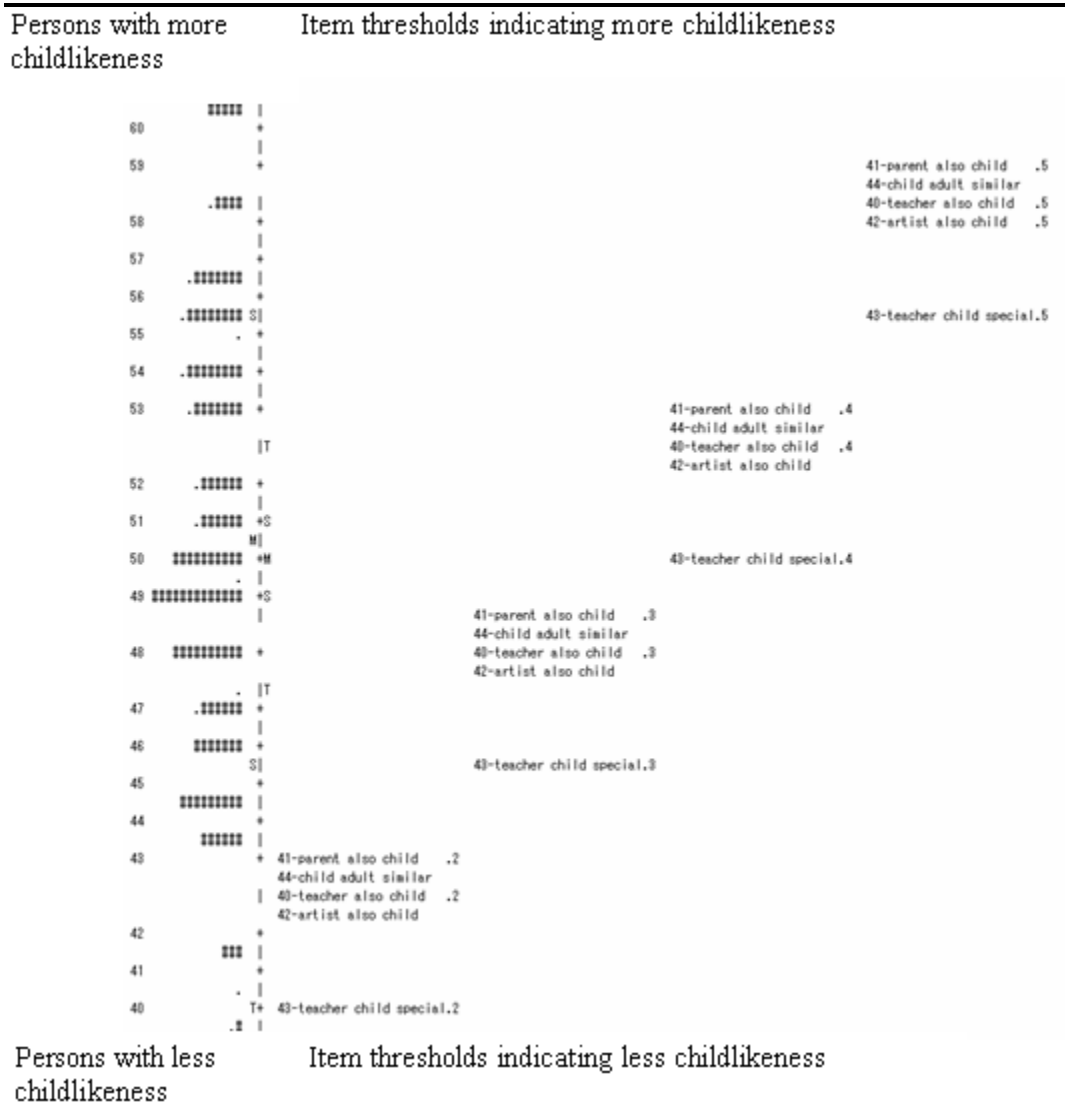 Persons with more childlikeness
Item thresholds indicating more childlikeness
##### |
60 +
|
59 + 41-parent also child .5
44-child adult similar
.#### | 40-teacher also child .5
58 + 42-artist also child .5
|
57 +
.####### |
56 +
.######## S| 43-teacher child special.5
55 . +
|
54 .######## +
|
53 .####### + 41-parent also child .4
44-child adult similar
|T 40-teacher also child .4
42-artist also child
52 .###### +
|
51 .###### +S
M|
50 ########## +M 43-teacher child special.4
. |
49 ############# +S
| 41-parent also child .3
44-child adult similar
48 ########## + 40-teacher also child .3
42-artist also child
. |T
47 .###### +
|
46 ####### +
S| 43-teacher child special.3
45 +
######### |
44 +
###### |
43 + 41-parent also child .2
44-child adult similar
| 40-teacher also child .2
42-artist also child
42 +
### |
41 +
. |
40 T+ 43-teacher child special.2
.# |
Persons with less childlikeness
Item thresholds indicating less childlikeness